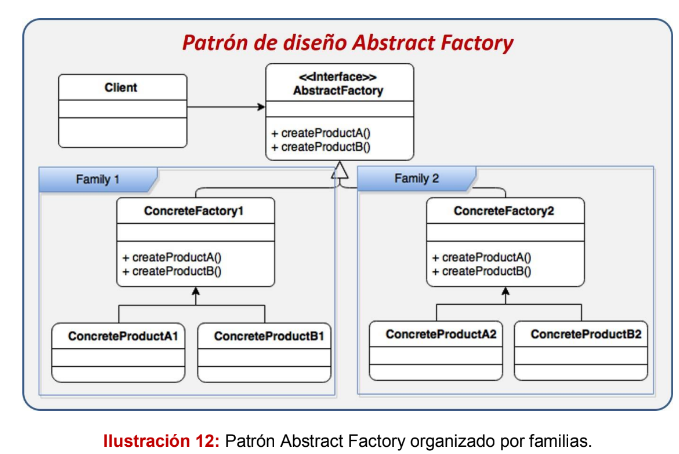 Patrón de diseño Abstract Factory
Client
<<Interface>>
AbstractFactory
+ createProductA()
+ createProductB()
Family 1
Family 2
ConcreteFactory1
+ createProductA()
+ createProductB()
ConcreteFactory2
+ createProductA()
+ createProductB()
ConcreteProductA1
ConcreteProductB1
ConcreteProductA2
ConcreteProductB2
Ilustración 12: Patrón Abstract Factory organizado por familias.